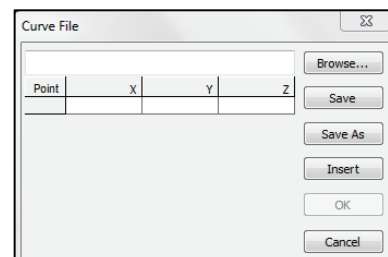 Curve File
Browse...
Point X Y Z
Save
Save As
Insert
OK
Cancel